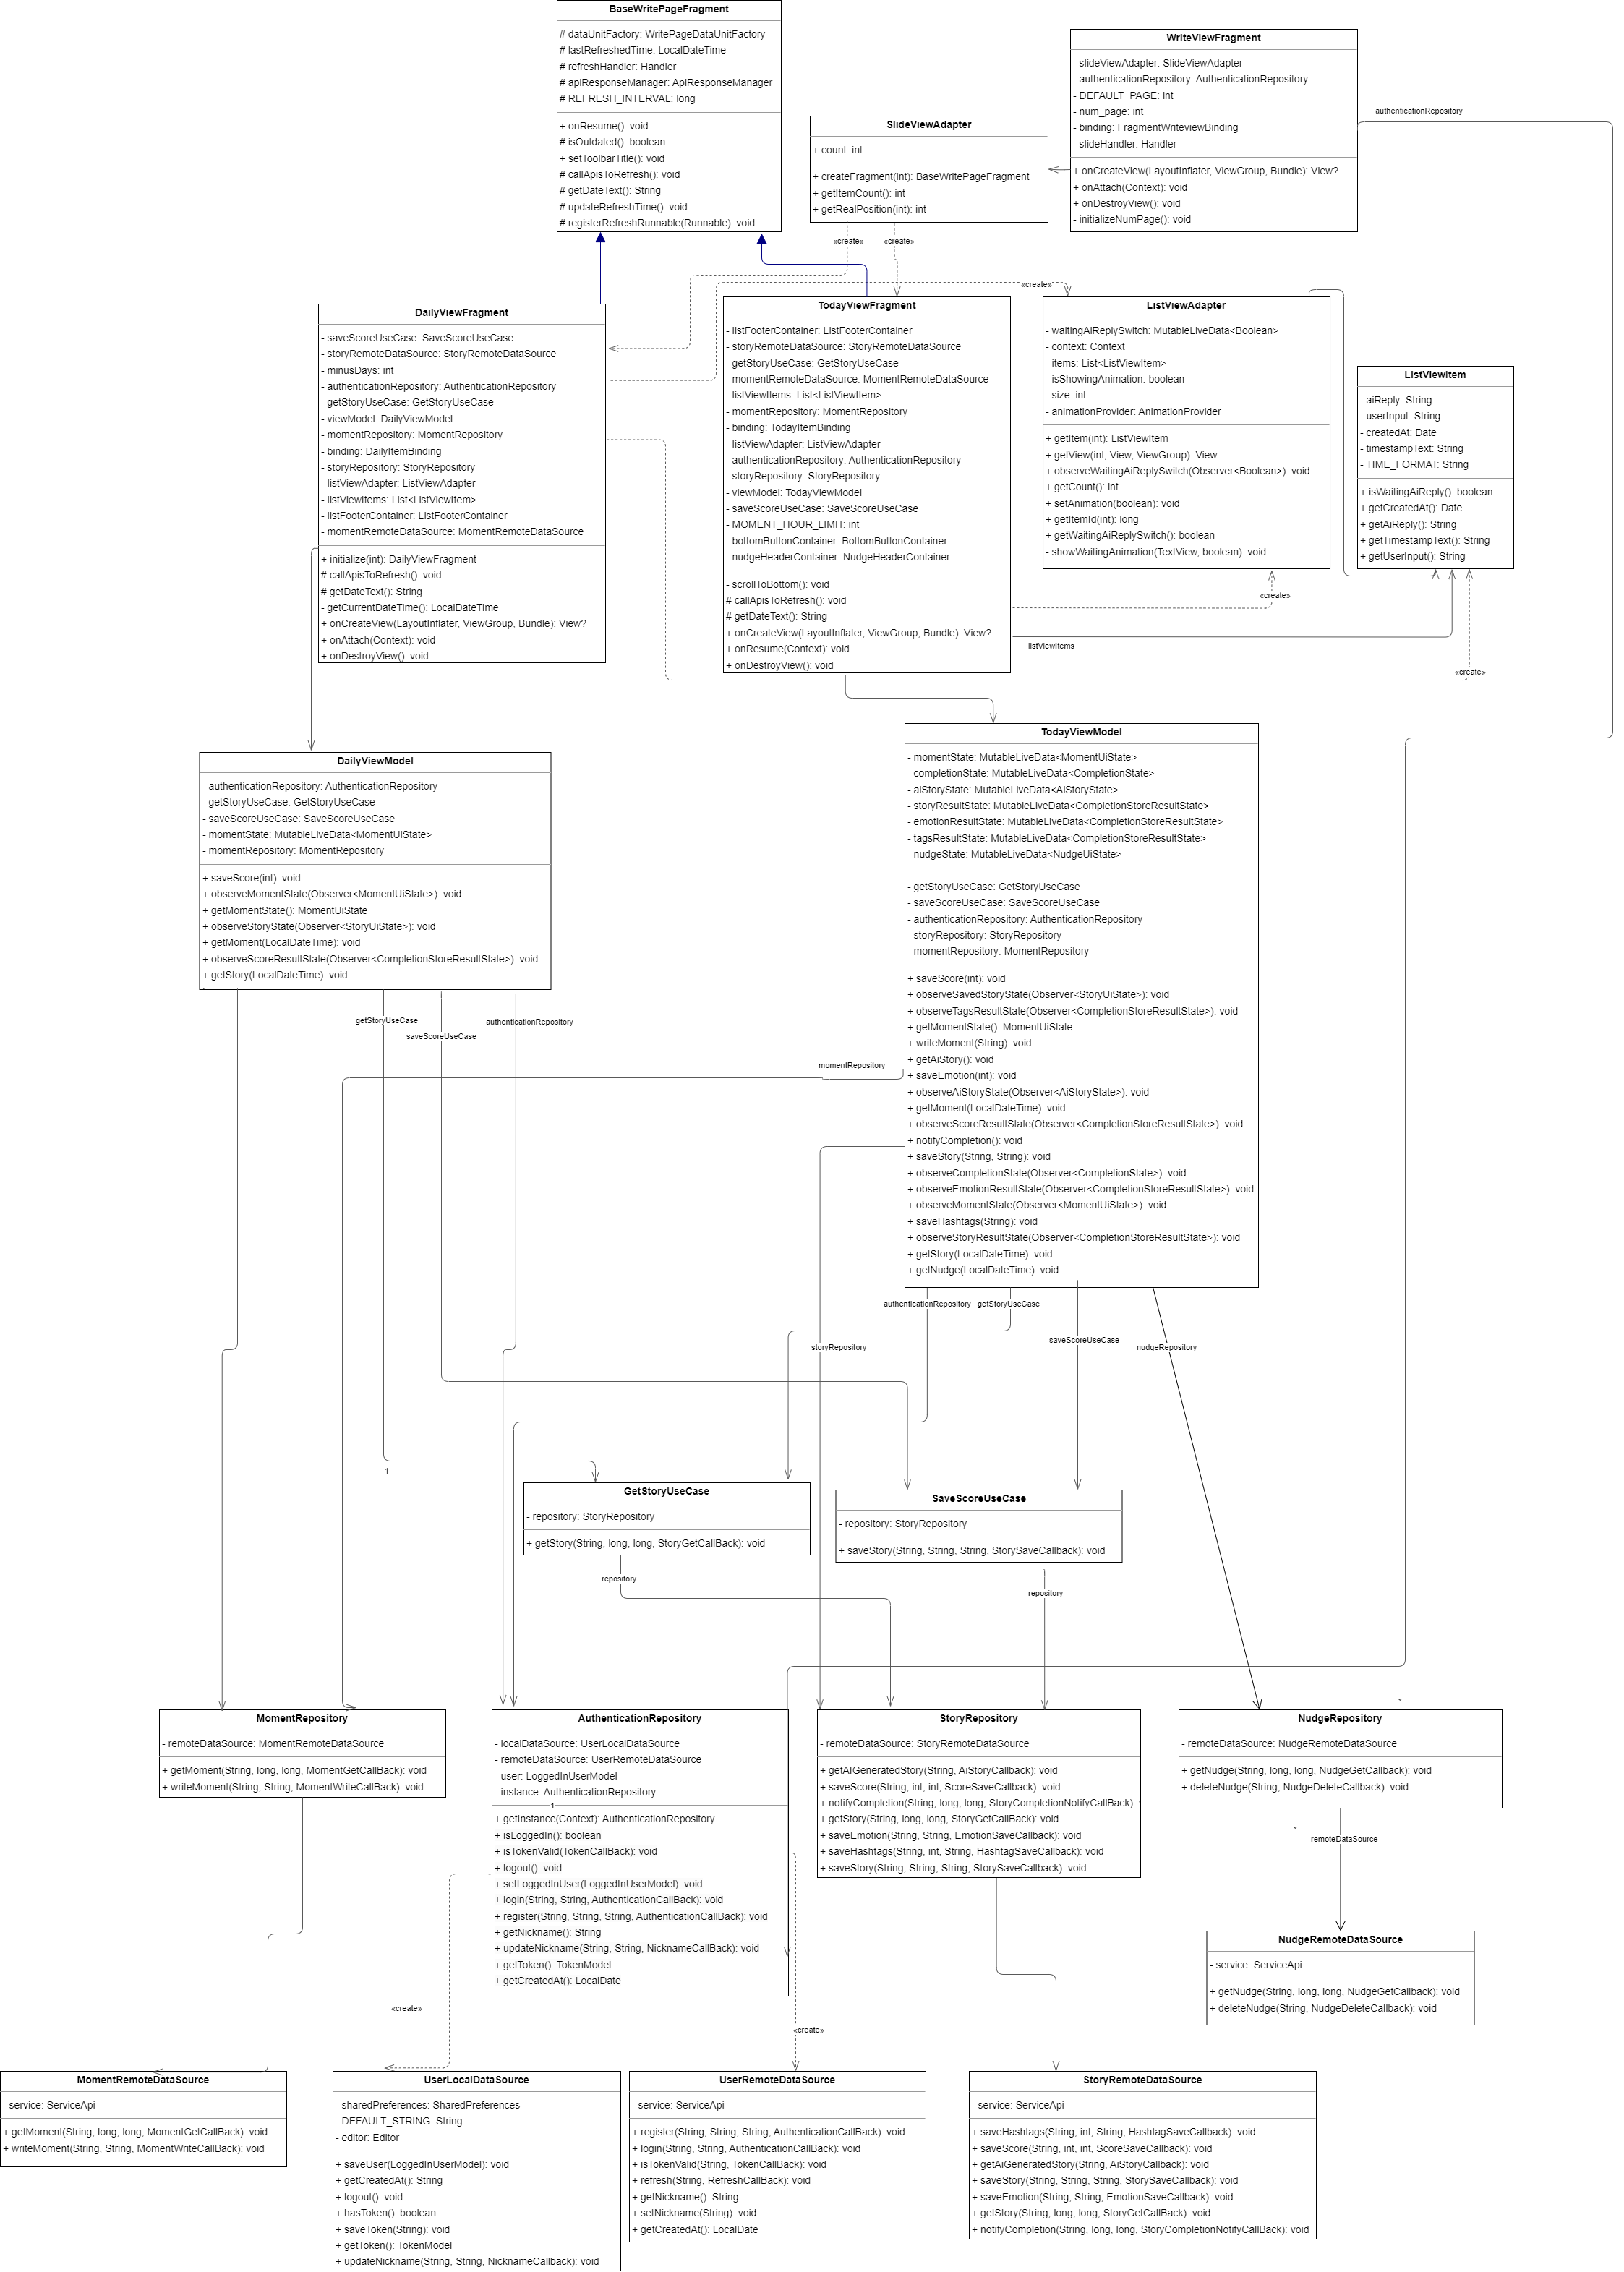 BaseWritePageFragment
# dataUnitFactory: WritePageDataUnitFactory
# lastRefreshedTime: LocalDateTime
# refreshHandler: Handler
# apiResponseManager: ApiResponseManager
# REFRESH_INTERVAL: long
+ onResume(): void
# isOutdated(): boolean
+ setToolbarTitle(): void
# callApisToRefresh(): void
# getDateText(): String
# updateRefreshTime(): void
# registerRefreshRunnable(Runnable): void
WriteViewFragment
- slideViewAdapter: SlideViewAdapter
- authenticationRepository: AuthenticationRepository
- DEFAULT_PAGE: int
- num_page: int
- binding: FragmentWriteviewBinding
- slideHandler: Handler
+ onCreateView(LayoutInflater, ViewGroup, Bundle): View?
+ onAttach(Context): void
+ onDestroyView(): void
- initializeNumPage(): void
authenticationRepository
SlideViewAdapter
+ count: int
+ createFragment(int): BaseWritePageFragment
+ getItemCount(): int
+ getRealPosition(int): int
«create»
«create»
«create»
DailyViewFragment
- saveScoreUseCase: SaveScoreUseCase
- storyRemoteDataSource: StoryRemoteDataSource
- minusDays: int
- authenticationRepository: AuthenticationRepository
- getStoryUseCase: GetStoryUseCase
- viewModel: DailyViewModel
- momentRepository: MomentRepository
- binding: DailyItemBinding
- storyRepository: StoryRepository
- listViewAdapter: ListViewAdapter
- listViewItems: List<ListViewItem>
- listFooterContainer: ListFooterContainer
- momentRemoteDataSource: MomentRemoteDataSource
+ initialize(int): DailyViewFragment
# callApisToRefresh(): void
# getDateText(): String
- getCurrentDateTime(): LocalDateTime
+ onCreateView(LayoutInflater, ViewGroup, Bundle): View?
+ onAttach(Context): void
+ onDestroyView(): void
TodayViewFragment
- listFooterContainer: ListFooterContainer
- storyRemoteDataSource: StoryRemoteDataSource
- getStoryUseCase: GetStoryUseCase
- momentRemoteDataSource: MomentRemoteDataSource
- listViewItems: List<ListViewItem>
- momentRepository: MomentRepository
- binding: TodayItemBinding
- listViewAdapter: ListViewAdapter
- authenticationRepository: AuthenticationRepository
- storyRepository: StoryRepository
- viewModel: TodayViewModel
- saveScoreUseCase: SaveScoreUseCase
- MOMENT_HOUR_LIMIT: int
- bottomButtonContainer: BottomButtonContainer
- nudgeHeaderContainer: NudgeHeaderContainer
- scrollToBottom(): void
# callApisToRefresh(): void
# getDateText(): String
+ onCreateView(LayoutInflater, ViewGroup, Bundle): View?
+ onResume(Context): void
+ onDestroyView(): void
ListViewAdapter
- waitingAiReplySwitch: MutableLiveData<Boolean>
- context: Context
- items: List<ListViewItem>
- isShowingAnimation: boolean
- size: int
- animationProvider: AnimationProvider
+ getItem(int): ListViewItem
+ getView(int, View, ViewGroup): View
+ observeWaitingAiReplySwitch(Observer<Boolean>): void
+ getCount(): int
+ setAnimation(boolean): void
+ getItemId(int): long
+ getWaitingAiReplySwitch(): boolean
- showWaitingAnimation(TextView, boolean): void
ListViewItem
- aiReply: String
- userInput: String
- createdAt: Date
- timestampText: String
- TIME_FORMAT: String
+ isWaitingAiReply(): boolean
+ getCreatedAt(): Date
+ getAiReply(): String
+ getTimestampText(): String
+ getUserInput(): String
«create»
listViewItems
«create»
DailyViewModel
- authenticationRepository: AuthenticationRepository
- getStoryUseCase: GetStoryUseCase
- saveScoreUseCase: SaveScoreUseCase
- momentState: MutableLiveData<MomentUiState>
- momentRepository: MomentRepository
+ saveScore(int): void
+ observeMomentState(Observer<MomentUiState>): void
+ getMomentState(): MomentUiState
+ observeStoryState(Observer<StoryUiState>): void
+ getMoment(LocalDateTime): void
+ observeScoreResultState(Observer<CompletionStoreResultState>): void
+ getStory(LocalDateTime): void
TodayViewModel
- momentState: MutableLiveData<MomentUiState>
- completionState: MutableLiveData<CompletionState>
- aiStoryState: MutableLiveData<AiStoryState>
- storyResultState: MutableLiveData<CompletionStoreResultState>
- emotionResultState: MutableLiveData<CompletionStoreResultState>
- tagsResultState: MutableLiveData<CompletionStoreResultState>
- nudgeState: MutableLiveData<NudgeUiState>
- getStoryUseCase: GetStoryUseCase
- saveScoreUseCase: SaveScoreUseCase
- authenticationRepository: AuthenticationRepository
- storyRepository: StoryRepository
- momentRepository: MomentRepository
+ saveScore(int): void
+ observeSavedStoryState(Observer<StoryUiState>): void
+ observeTagsResultState(Observer<CompletionStoreResultState>): void
+ getMomentState(): MomentUiState
+ writeMoment(String): void
+ getAiStory(): void
+ saveEmotion(int): void
+ observeAiStoryState(Observer<AiStoryState>): void
+ getMoment(LocalDateTime): void
+ observeScoreResultState(Observer<CompletionStoreResultState>): void
+ notifyCompletion(): void
+ saveStory(String, String): void
+ observeCompletionState(Observer<CompletionState>): void
+ observeEmotionResultState(Observer<CompletionStoreResultState>): void
+ observeMomentState(Observer<MomentUiState>): void
+ saveHashtags(String): void
+ observeStoryResultState(Observer<CompletionStoreResultState>): void
+ getStory(LocalDateTime): void
+ getNudge(LocalDateTime): void
getStoryUseCase
saveScoreUseCase
authenticationRepository
momentRepository
authenticationRepository
getStoryUseCase
storyRepository
saveScoreUseCase
nudgeRepository
1
GetStoryUseCase
- repository: StoryRepository
+ getStory(String, long, long, StoryGetCallBack): void
SaveScoreUseCase
- repository: StoryRepository
+ saveStory(String, String, String, StorySaveCallback): void
repository
repository
*
MomentRepository
- remoteDataSource: MomentRemoteDataSource
+ getMoment(String, long, long, MomentGetCallBack): void
+ writeMoment(String, String, MomentWriteCallBack): void
AuthenticationRepository
- localDataSource: UserLocalDataSource
- remoteDataSource: UserRemoteDataSource
- user: LoggedInUserModel
- instance: AuthenticationRepository
1
+ getInstance(Context): AuthenticationRepository
+ isLoggedIn(): boolean
+ isTokenValid(TokenCallBack): void
+ logout(): void
+ setLoggedInUser(LoggedInUserModel): void
+ login(String, String, AuthenticationCallBack): void
+ register(String, String, String, AuthenticationCallBack): void
+ getNickname(): String
+ updateNickname(String, String, NicknameCallBack): void
+ getToken(): TokenModel
+ getCreatedAt(): LocalDate
StoryRepository
- remoteDataSource: StoryRemoteDataSource
+ getAIGeneratedStory(String, AiStoryCallback): void
+ saveScore(String, int, int, ScoreSaveCallback): void
+ notifyCompletion(String, long, long, StoryCompletionNotifyCallBack):
+ getStory(String, long, long, StoryGetCallBack): void
+ saveEmotion(String, String, EmotionSaveCallback): void
+ saveHashtags(String, int, String, HashtagSaveCallback): void
+ saveStory(String, String, String, StorySaveCallback): void
NudgeRepository
- remoteDataSource: NudgeRemoteDataSource
+ getNudge(String, long, long, NudgeGetCallback): void
+ deleteNudge(String, NudgeDeleteCallback): void
*
remoteDataSource
NudgeRemoteDataSource
- service: ServiceApi
+ getNudge(String, long, long, NudgeGetCallback): void
+ deleteNudge(String, NudgeDeleteCallback): void
«create»
«create»
MomentRemoteDataSource
- service: ServiceApi
+ getMoment(String, long, long, MomentGetCallBack): void
+ writeMoment(String, String, MomentWriteCallBack): void
UserLocalDataSource
- sharedPreferences: SharedPreferences
- DEFAULT_STRING: String
- editor: Editor
+ saveUser(LoggedInUserModel): void
+ getCreatedAt(): String
+ logout(): void
+ hasToken(): boolean
+ saveToken(String): void
+ getToken(): TokenModel
+ updateNickname(String, String, NicknameCallback): void
UserRemoteDataSource
- service: ServiceApi
+ register(String, String, String, AuthenticationCallBack): void
+ login(String, String, AuthenticationCallBack): void
+ isTokenValid(String, TokenCallBack): void
+ refresh(String, RefreshCallBack): void
+ getNickname(): String
+ setNickname(String): void
+ getCreatedAt(): LocalDate
StoryRemoteDataSource
- service: ServiceApi
+ saveHashtags(String, int, String, HashtagSaveCallback): void
+ saveScore(String, int, int, ScoreSaveCallback): void
+ getAiGeneratedStory(String, AiStoryCallback): void
+ saveStory(String, String, String, StorySaveCallback): void
+ saveEmotion(String, String, EmotionSaveCallback): void
+ getStory(String, long, long, StoryGetCallBack): void
+ notifyCompletion(String, long, long, StoryCompletionNotifyCallBack): void